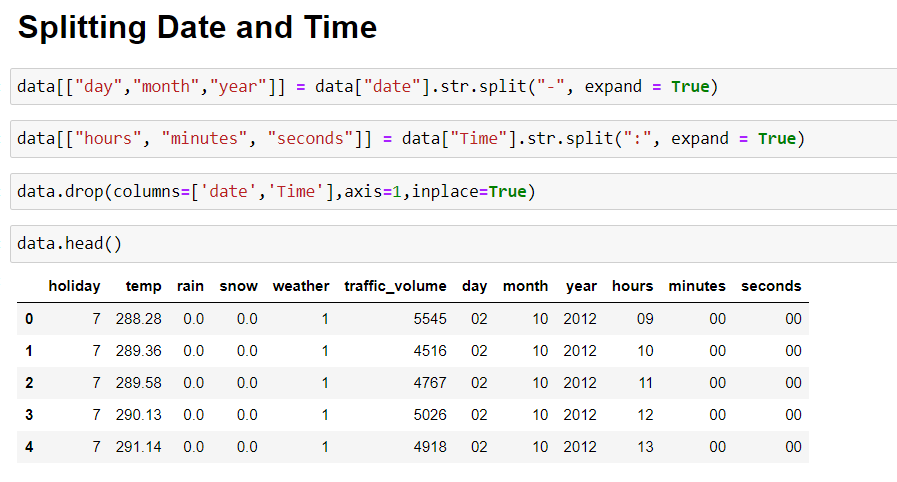 Splitting Date and Time
data[["day","month","year"]] = data["date"].str.split("-", expand = True)
data[["hours", "minutes", "seconds"]] = data["Time"].str.split(":", expand = True)
data.drop(columns=['date','Time'],axis=1,inplace=True)
data.head()
holiday temp rain snow weather traffic_volume day month year hours minutes seconds
0 7 288.28 0.0 0.0 1 5545 02 10 2012 09 00 00
1 7 289.36 0.0 0.0 1 4516 02 10 2012 10 00 00
2 7 289.58 0.0 0.0 1 4767 02 10 2012 11 00 00
3 7 290.13 0.0 0.0 1 5026 02 10 2012 12 00 00
4 7 291.14 0.0 0.0 1 4918 02 10 2012 13 00 00